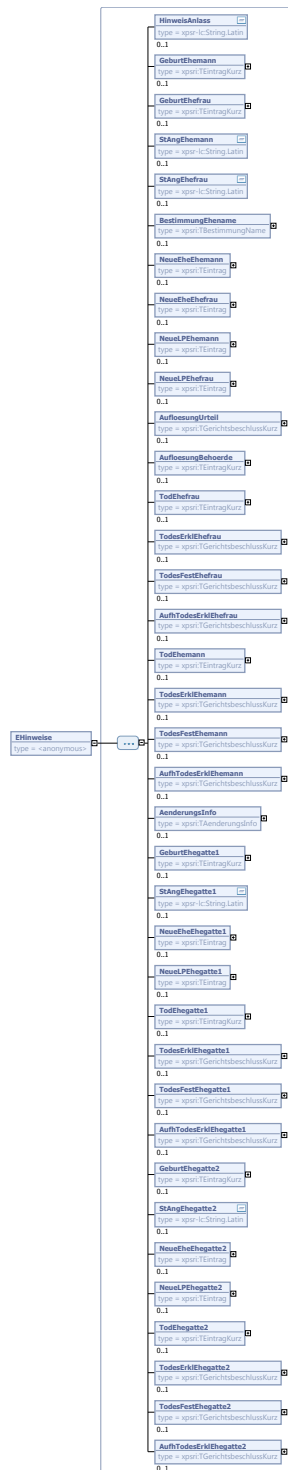 HinweisAnlass
type = xpsr-lc:String.Latin
0..1
GeburtEhemann
type = xpsri:TEintragKurz
0..1
GeburtEhefrau
type = xpsri:TEintragKurz
0..1
StAngEhemann
type = xpsr-lc:String.Latin
0..1
StAngEhefrau
type = xpsr-lc:String.Latin
0..1
BestimmungEhename
type = xpsri:TBestimmungName
0..1
NeueEheEhemann
type = xpsri:TEintrag
0..1
NeueEheEhefrau
type = xpsri:TEintrag
0..1
NeueLPEhemann
type = xpsri:TEintrag
0..1
NeueLPEhefrau
type = xpsri:TEintrag
0..1
AufloesungUrteil
type = xpsri:TGerichtsbeschlussKurz
0..1
AufloesungBehoerde
type = xpsri:TEintragKurz
0..1
TodEhefrau
type = xpsri:TEintragKurz
0..1
TodesErklEhefrau
type = xpsri:TGerichtsbeschlussKurz
0..1
TodesFestEhefrau
type = xpsri:TGerichtsbeschlussKurz
0..1
AufhTodesErklEhefrau
type = xpsri:TGerichtsbeschlussKurz
0..1
TodEhemann
type = xpsri:TEintragKurz
0..1
TodesErklEhemann
type = xpsri:TGerichtsbeschlussKurz
0..1
EHinweise
type = <anonymous>
TodesFestEhemann
type = xpsri:TGerichtsbeschlussKurz
0..1
AufhTodesErklEhemann
type = xpsri:TGerichtsbeschlussKurz
0..1
AenderungsInfo
type = xpsri:TAenderungsInfo
0..1
GeburtEhegatte1
type = xpsri:TEintragKurz
0..1
StAngEhegatte1
type = xpsr-lc:String.Latin
0..1
NeueEheEhegatte1
type = xpsri:TEintrag
0..1
NeueLPEhegatte1
type = xpsri:TEintrag
0..1
TodEhegatte1
type = xpsri:TEintragKurz
0..1
TodesErklEhegatte1
type = xpsri:TGerichtsbeschlussKurz
0..1
TodesFestEhegatte1
type = xpsri:TGerichtsbeschlussKurz
0..1
AufhTodesErklEhegatte1
type = xpsri:TGerichtsbeschlussKurz
0..1
GeburtEhegatte2
type = xpsri:TEintragKurz
0..1
StAngEhegatte2
type = xpsr-lc:String.Latin
0..1
NeueEheEhegatte2
type = xpsri:TEintrag
0..1
NeueLPEhegatte2
type = xpsri:TEintrag
0..1
TodEhegatte2
type = xpsri:TEintragKurz
0..1
TodesErklEhegatte2
type = xpsri:TGerichtsbeschlussKurz
0..1
TodesFestEhegatte2
type = xpsri:TGerichtsbeschlussKurz
0..1
AufhTodesErklEhegatte2
type = xpsri:TGerichtsbeschlussKurz
0..1